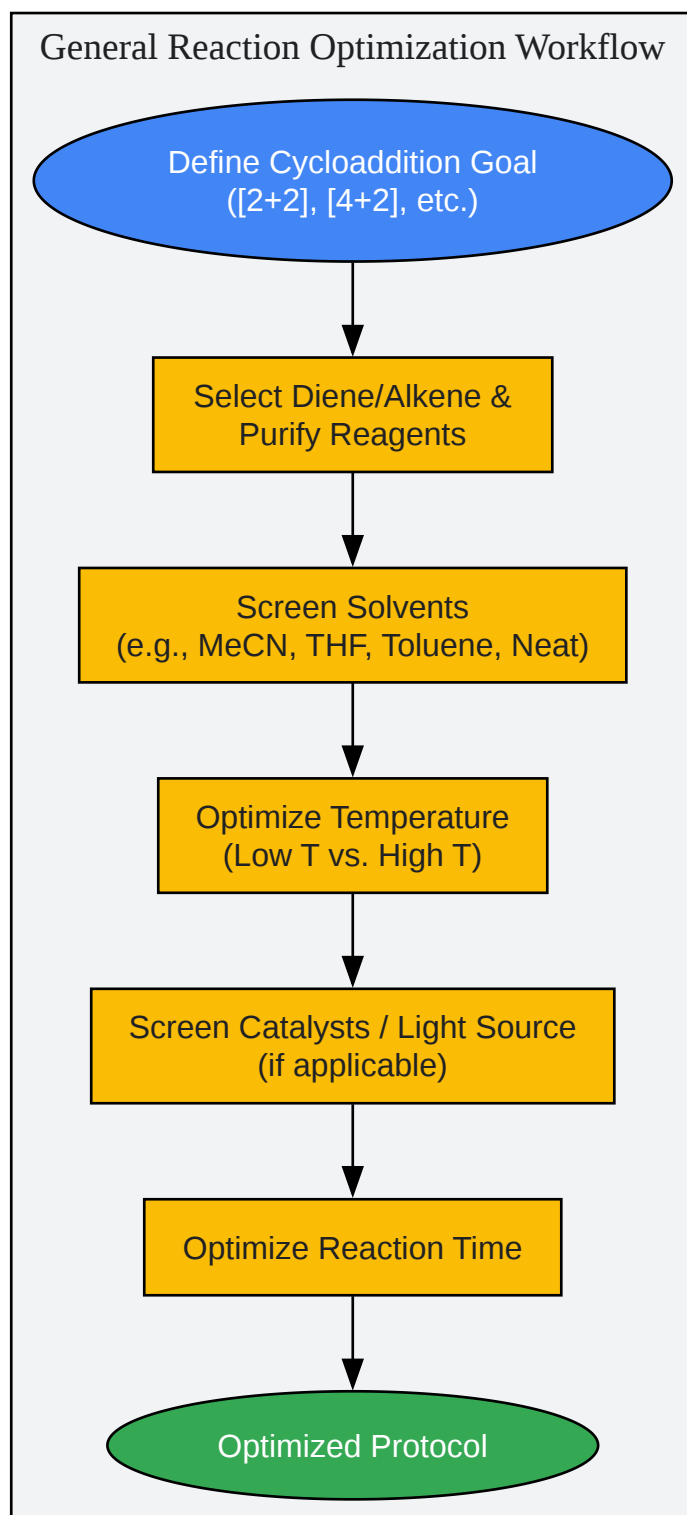 General Reaction Optimization Workflow
Define Cycloaddition Goal
([2+2], [4+2], etc.)
Select Diene/Alkene &
Purify Reagents
Screen Solvents
(e.g., MeCN, THF, Toluene, Neat)
Optimize Temperature
(Low T vs. High T)
Screen Catalysts / Light Source
(if applicable)
Optimize Reaction Time
Optimized Protocol